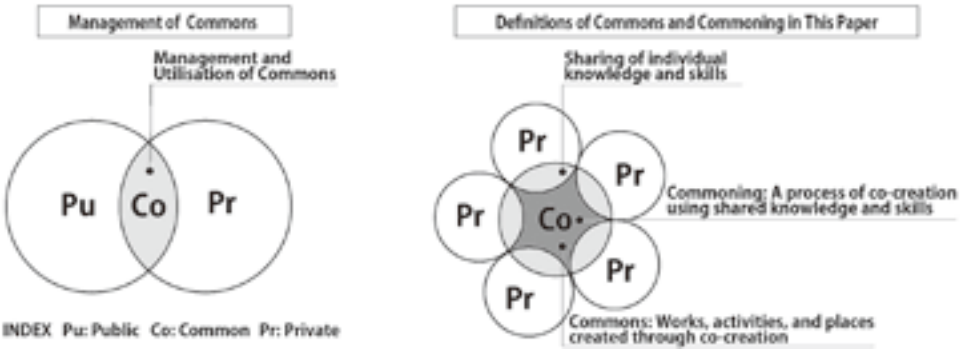 Management of Commons
Management and
Utilisation of Commons
Pu
Co
Pr
INDEX Pu: Public Co: Common Pr: Private
Definitions of Commons and Commoning in This Paper
Sharing of individual
knowledge and skills
Pr
Pr
Pr
Co
Pr
Pr
Commoning: A process of co-creation
using shared knowledge and skills
Commons: Works, activities, and places
created through co-creation